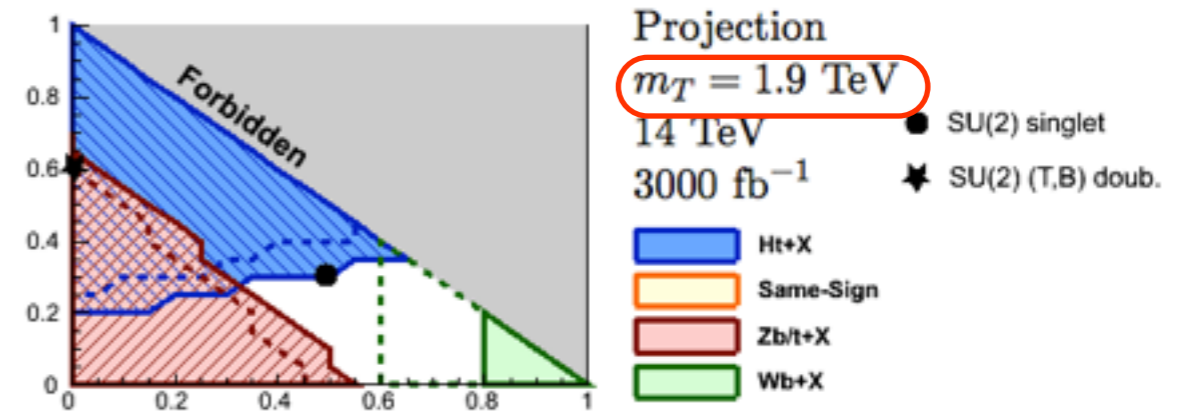 1
0.8
0.6
0.4
0.2
0
0 0.2 0.4 0.6 0.8 1
Forbidden
Projection
m_T = 1.9 TeV
14 TeV
3000 fb⁻¹
SU(2) singlet
SU(2) (T,B) doub.
Ht+X
Same-Sign
Zb/t+X
Wb+X